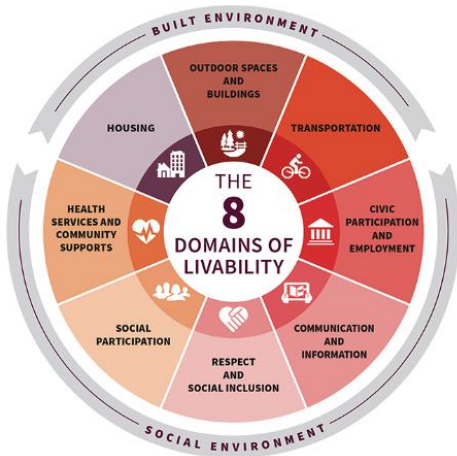 BUILT ENVIRONMENT
OUTDOOR SPACES
AND
BUILDINGS
HOUSING
TRANSPORTATION
THE
8
DOMAINS OF
LIVABILITY
HEALTH
SERVICES AND
COMMUNITY
SUPPORTS
CIVIC
PARTICIPATION
AND
EMPLOYMENT
SOCIAL
PARTICIPATION
COMMUNICATION
AND
INFORMATION
RESPECT
AND
SOCIAL INCLUSION
SOCIAL ENVIRONMENT